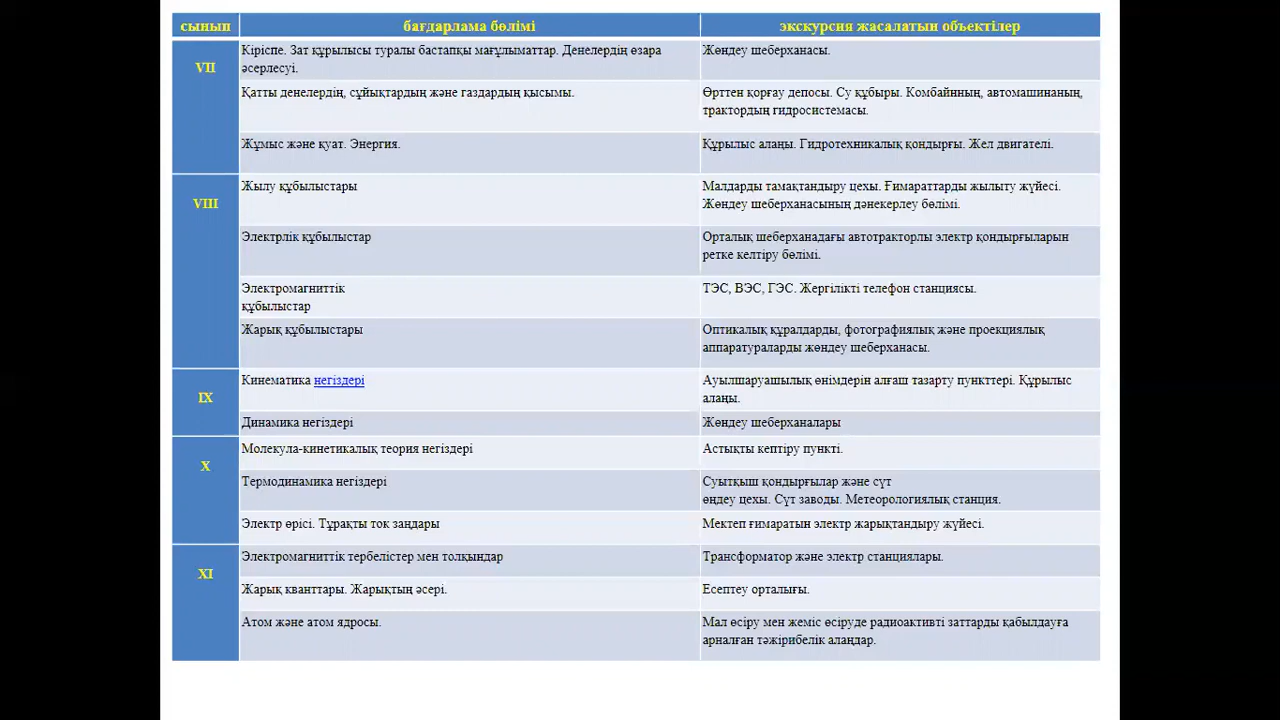 сынып бағдарлама бөлімі экскурсия жасалатын объектілер
VII
Кіріспе. Зат құрылысы туралы бастапқы мағұлыматтар. Денелердің өзара
әсерлесуі.
Жөндеу шеберханасы.
Қатты денелердің, сұйықтардың және газдардың қысымы.
Өрттен қорғау депосы. Су құбыры. Комбайнның, автомашинаның,
трактордың гидросистемасы.
Жұмыс және қуат. Энергия.
Құрылыс алаңы. Гидротехникалық қондырғы. Жел двигателі.
VIII
Жылу құбылыстары
Малдарды тамақтандыру цехы. Ғимараттарды жылыту жүйесі.
Жөндеу шеберханасының дәнекерлеу бөлімі.
Электрлік құбылыстар
Орталық шеберханадағы автотракторлы электр қондырғыларын
ретке келтіру бөлімі.
Электромагниттік
құбылыстар
ТЭС, ВЭС, ГЭС. Жергілікті телефон станциясы.
Жарық құбылыстары
Оптикалық құралдарды, фотографиялық және проекциялық
аппаратураларды жөндеу шеберханасы.
IX
Кинематика негіздері
Ауылшаруашылық өнімдерін алғаш тазарту пункттері. Құрылыс
алаңы.
Динамика негіздері
Жөндеу шеберханалары
X
Молекула-кинетикалық теория негіздері
Астықты кептіру пункті.
Термодинамика негіздері
Суытқыш қондырғылар және сүт
өңдеу цехы. Сүт заводы. Метеорологиялық станция.
Электр өрісі. Тұрақты ток заңдары
Мектеп ғимаратын электр жарықтандыру жүйесі.
XI
Электромагниттік тербелістер мен толқындар
Трансформатор және электр станциялары.
Жарық кванттары. Жарықтың әсері.
Есептеу орталығы.
Атом және атом ядросы.
Мал өсіру мен жеміс өсіруде радиоактивті заттарды қабылдауға
арналған тәжірибелік алаңдар.